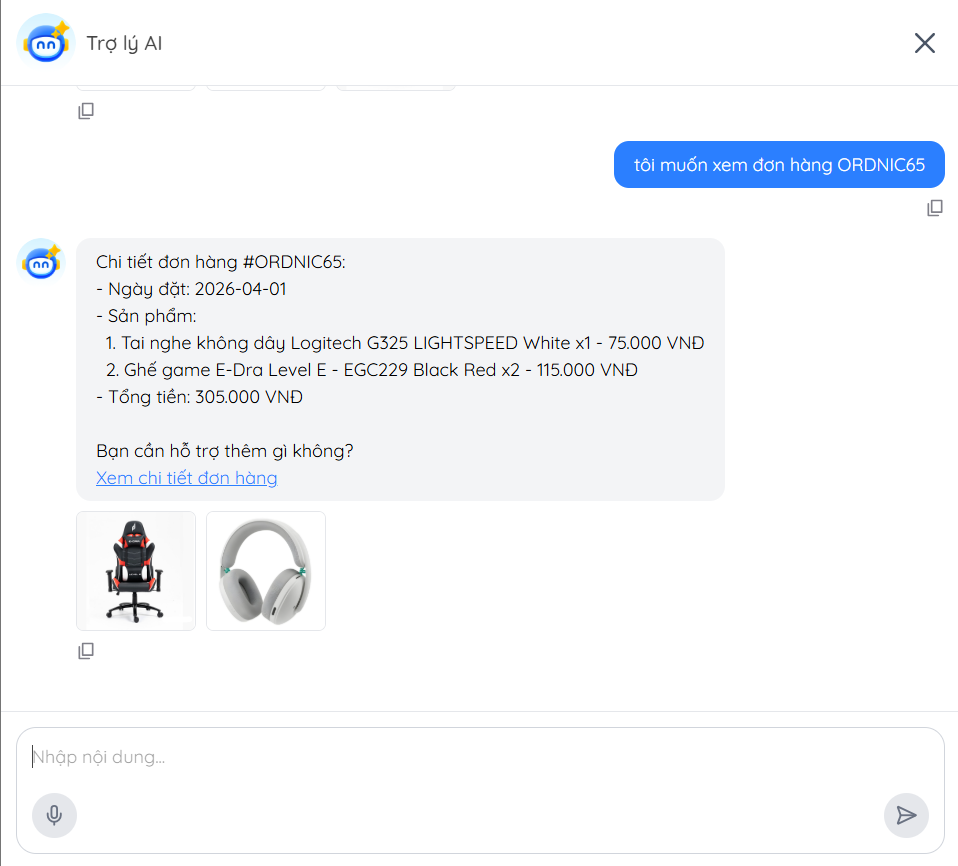 Trợ lý AI
tôi muốn xem đơn hàng ORDNIC65
Chi tiết đơn hàng #ORDNIC65:
- Ngày đặt: 2026-04-01
- Sản phẩm:
1. Tai nghe không dây Logitech G325 LIGHTSPEED White x1 - 75.000 VNĐ
2. Ghế game E-Dra Level E - EGC229 Black Red x2 - 115.000 VNĐ
- Tổng tiền: 305.000 VNĐ
Bạn cần hỗ trợ thêm gì không?
Xem chi tiết đơn hàng
Nhập nội dung...